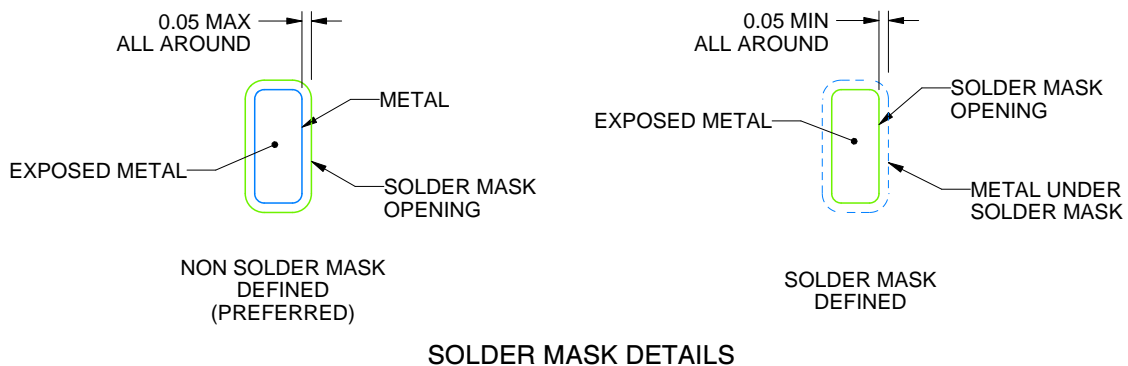 0.05 MAX
ALL AROUND
METAL
EXPOSED METAL
SOLDER MASK
OPENING
NON SOLDER MASK
DEFINED
(PREFERRED)
0.05 MIN
ALL AROUND
SOLDER MASK
OPENING
EXPOSED METAL
METAL UNDER
SOLDER MASK
SOLDER MASK
DEFINED
SOLDER MASK DETAILS